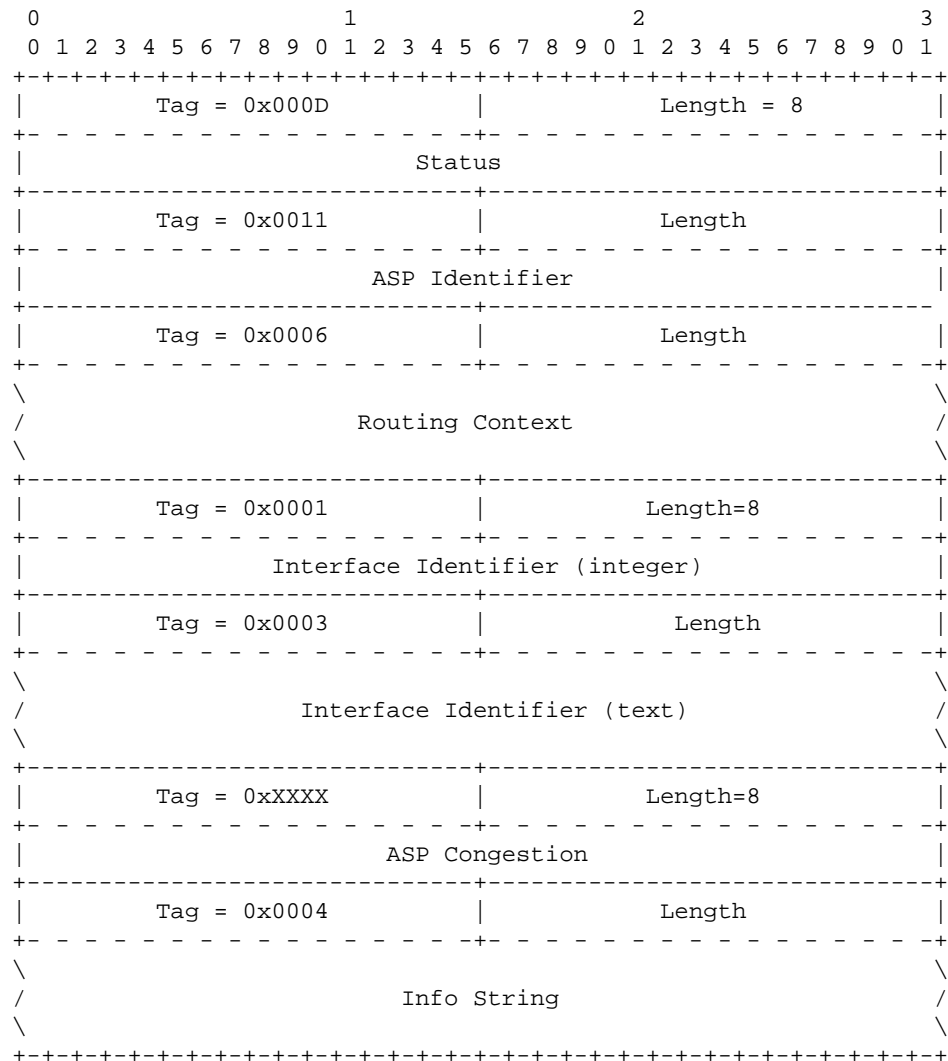 0                   1                   2                   3
0 1 2 3 4 5 6 7 8 9 0 1 2 3 4 5 6 7 8 9 0 1 2 3 4 5 6 7 8 9 0 1
+-+-+-+-+-+-+-+-+-+-+-+-+-+-+-+-+-+-+-+-+-+-+-+-+-+-+-+-+-+-+-+-+
|         Tag = 0x000D          |            Length = 8         |
+- - - - - - - - - - - - - - - -+- - - - - - - - - - - - - - - -+
|                           Status                              |
+-------------------------------+-------------------------------+
|         Tag = 0x0011          |            Length             |
+- - - - - - - - - - - - - - - -+- - - - - - - - - - - - - - - -+
|                        ASP Identifier                         |
+-------------------------------+-------------------------------
|         Tag = 0x0006          |            Length             |
+- - - - - - - - - - - - - - - -+- - - - - - - - - - - - - - - -+
\                                                               \
/                       Routing Context                         /
\                                                               \
+-------------------------------+-------------------------------+
|         Tag = 0x0001          |           Length=8            |
+- - - - - - - - - - - - - - - -+- - - - - - - - - - - - - - - -+
|                 Interface Identifier (integer)                |
+-------------------------------+-------------------------------+
|         Tag = 0x0003          |             Length            |
+- - - - - - - - - - - - - - - -+- - - - - - - - - - - - - - - -+
\                                                               \
/                   Interface Identifier (text)                 /
\                                                               \
+-------------------------------+-------------------------------+
|         Tag = 0xXXXX          |           Length=8            |
+- - - - - - - - - - - - - - - -+- - - - - - - - - - - - - - - -+
|                         ASP Congestion                        |
+-------------------------------+-------------------------------+
|         Tag = 0x0004          |            Length             |
+- - - - - - - - - - - - - - - -+- - - - - - - - - - - - - - - -+
\                                                               \
/                          Info String                          /
\                                                               \
+-+-+-+-+-+-+-+-+-+-+-+-+-+-+-+-+-+-+-+-+-+-+-+-+-+-+-+-+-+-+-+-+